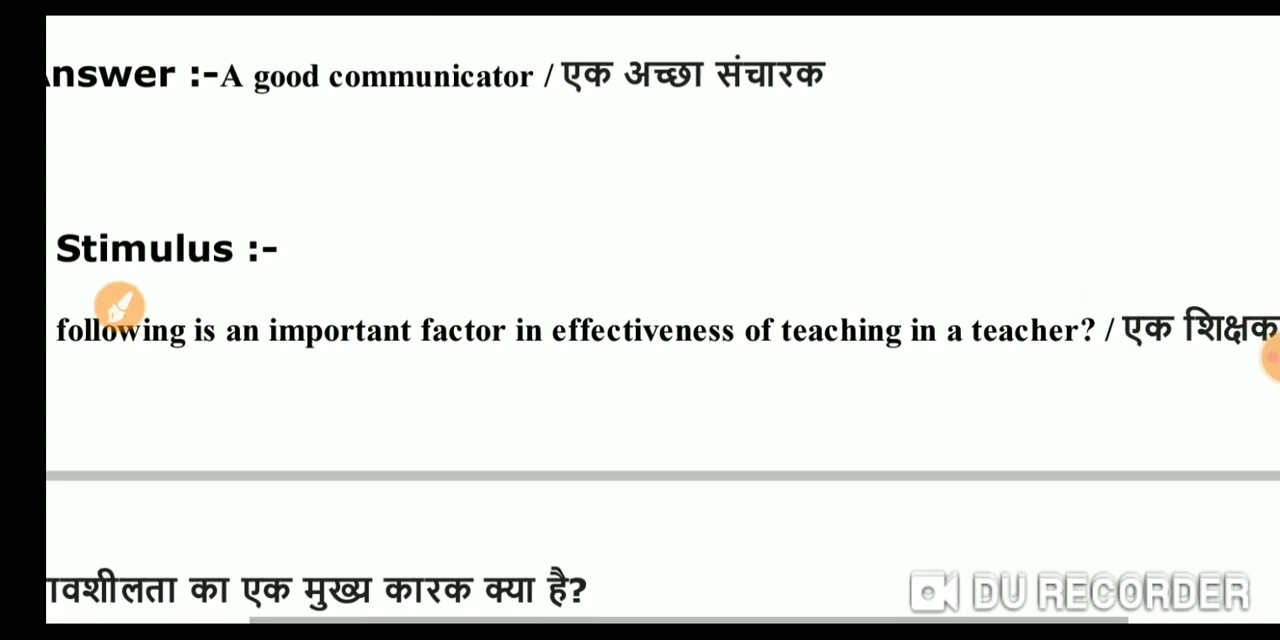 nswer :-A good communicator / एक अच्छा संचारक
Stimulus :-
following is an important factor in effectiveness of teaching in a teacher? / एक शिक्षक
ावशीलता का एक मुख्य कारक क्या है?
DU RECORDER